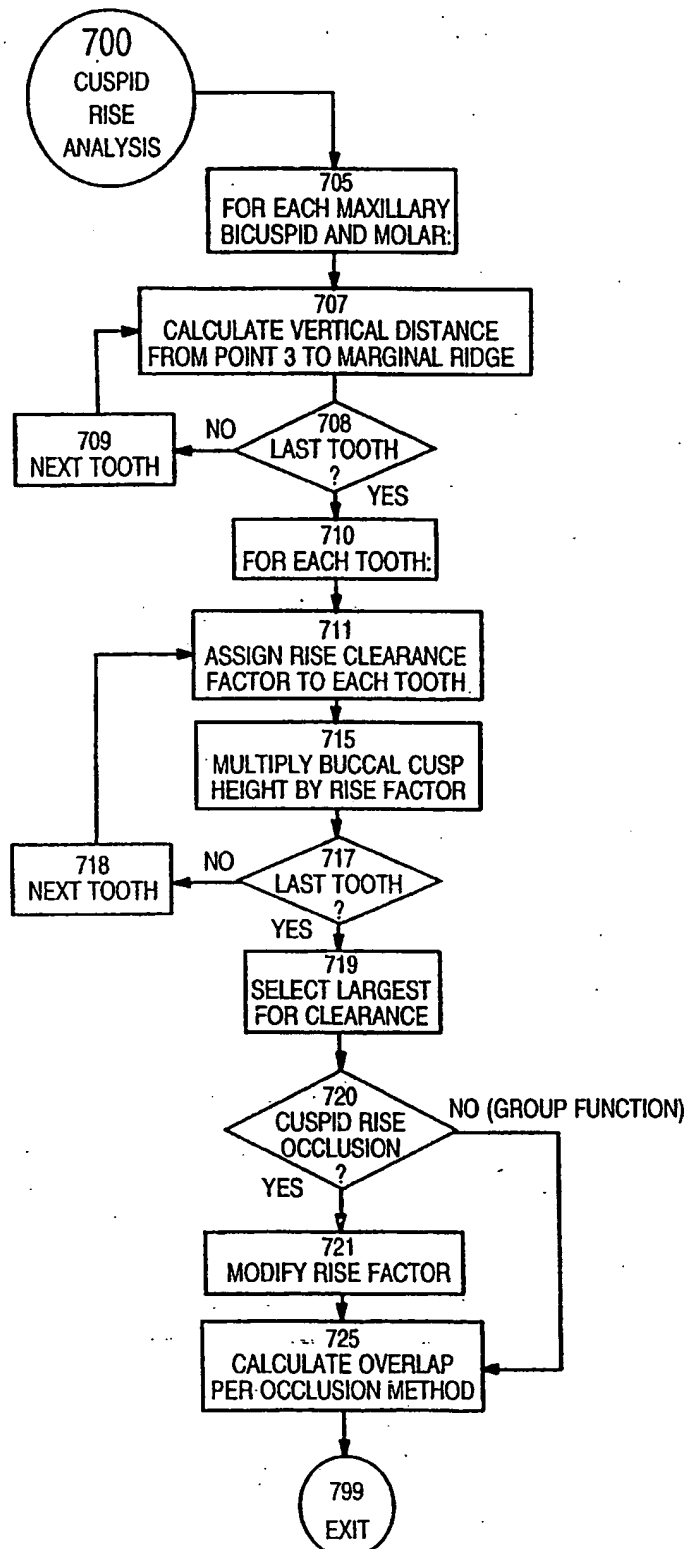 700
CUSPID
RISE
ANALYSIS
705
FOR EACH MAXILLARY
BICUSPID AND MOLAR:
707
CALCULATE VERTICAL DISTANCE
FROM POINT 3 TO MARGINAL RIDGE
708
LAST TOOTH
?
NO
709
NEXT TOOTH
YES
710
FOR EACH TOOTH:
711
ASSIGN RISE CLEARANCE
FACTOR TO EACH TOOTH
715
MULTIPLY BUCCAL CUSP
HEIGHT BY RISE FACTOR
717
LAST TOOTH
?
NO
718
NEXT TOOTH
YES
719
SELECT LARGEST
FOR CLEARANCE
720
CUSPID RISE
OCCLUSION
?
NO (GROUP FUNCTION)
YES
721
MODIFY RISE FACTOR
725
CALCULATE OVERLAP
PER OCCLUSION METHOD
799
EXIT